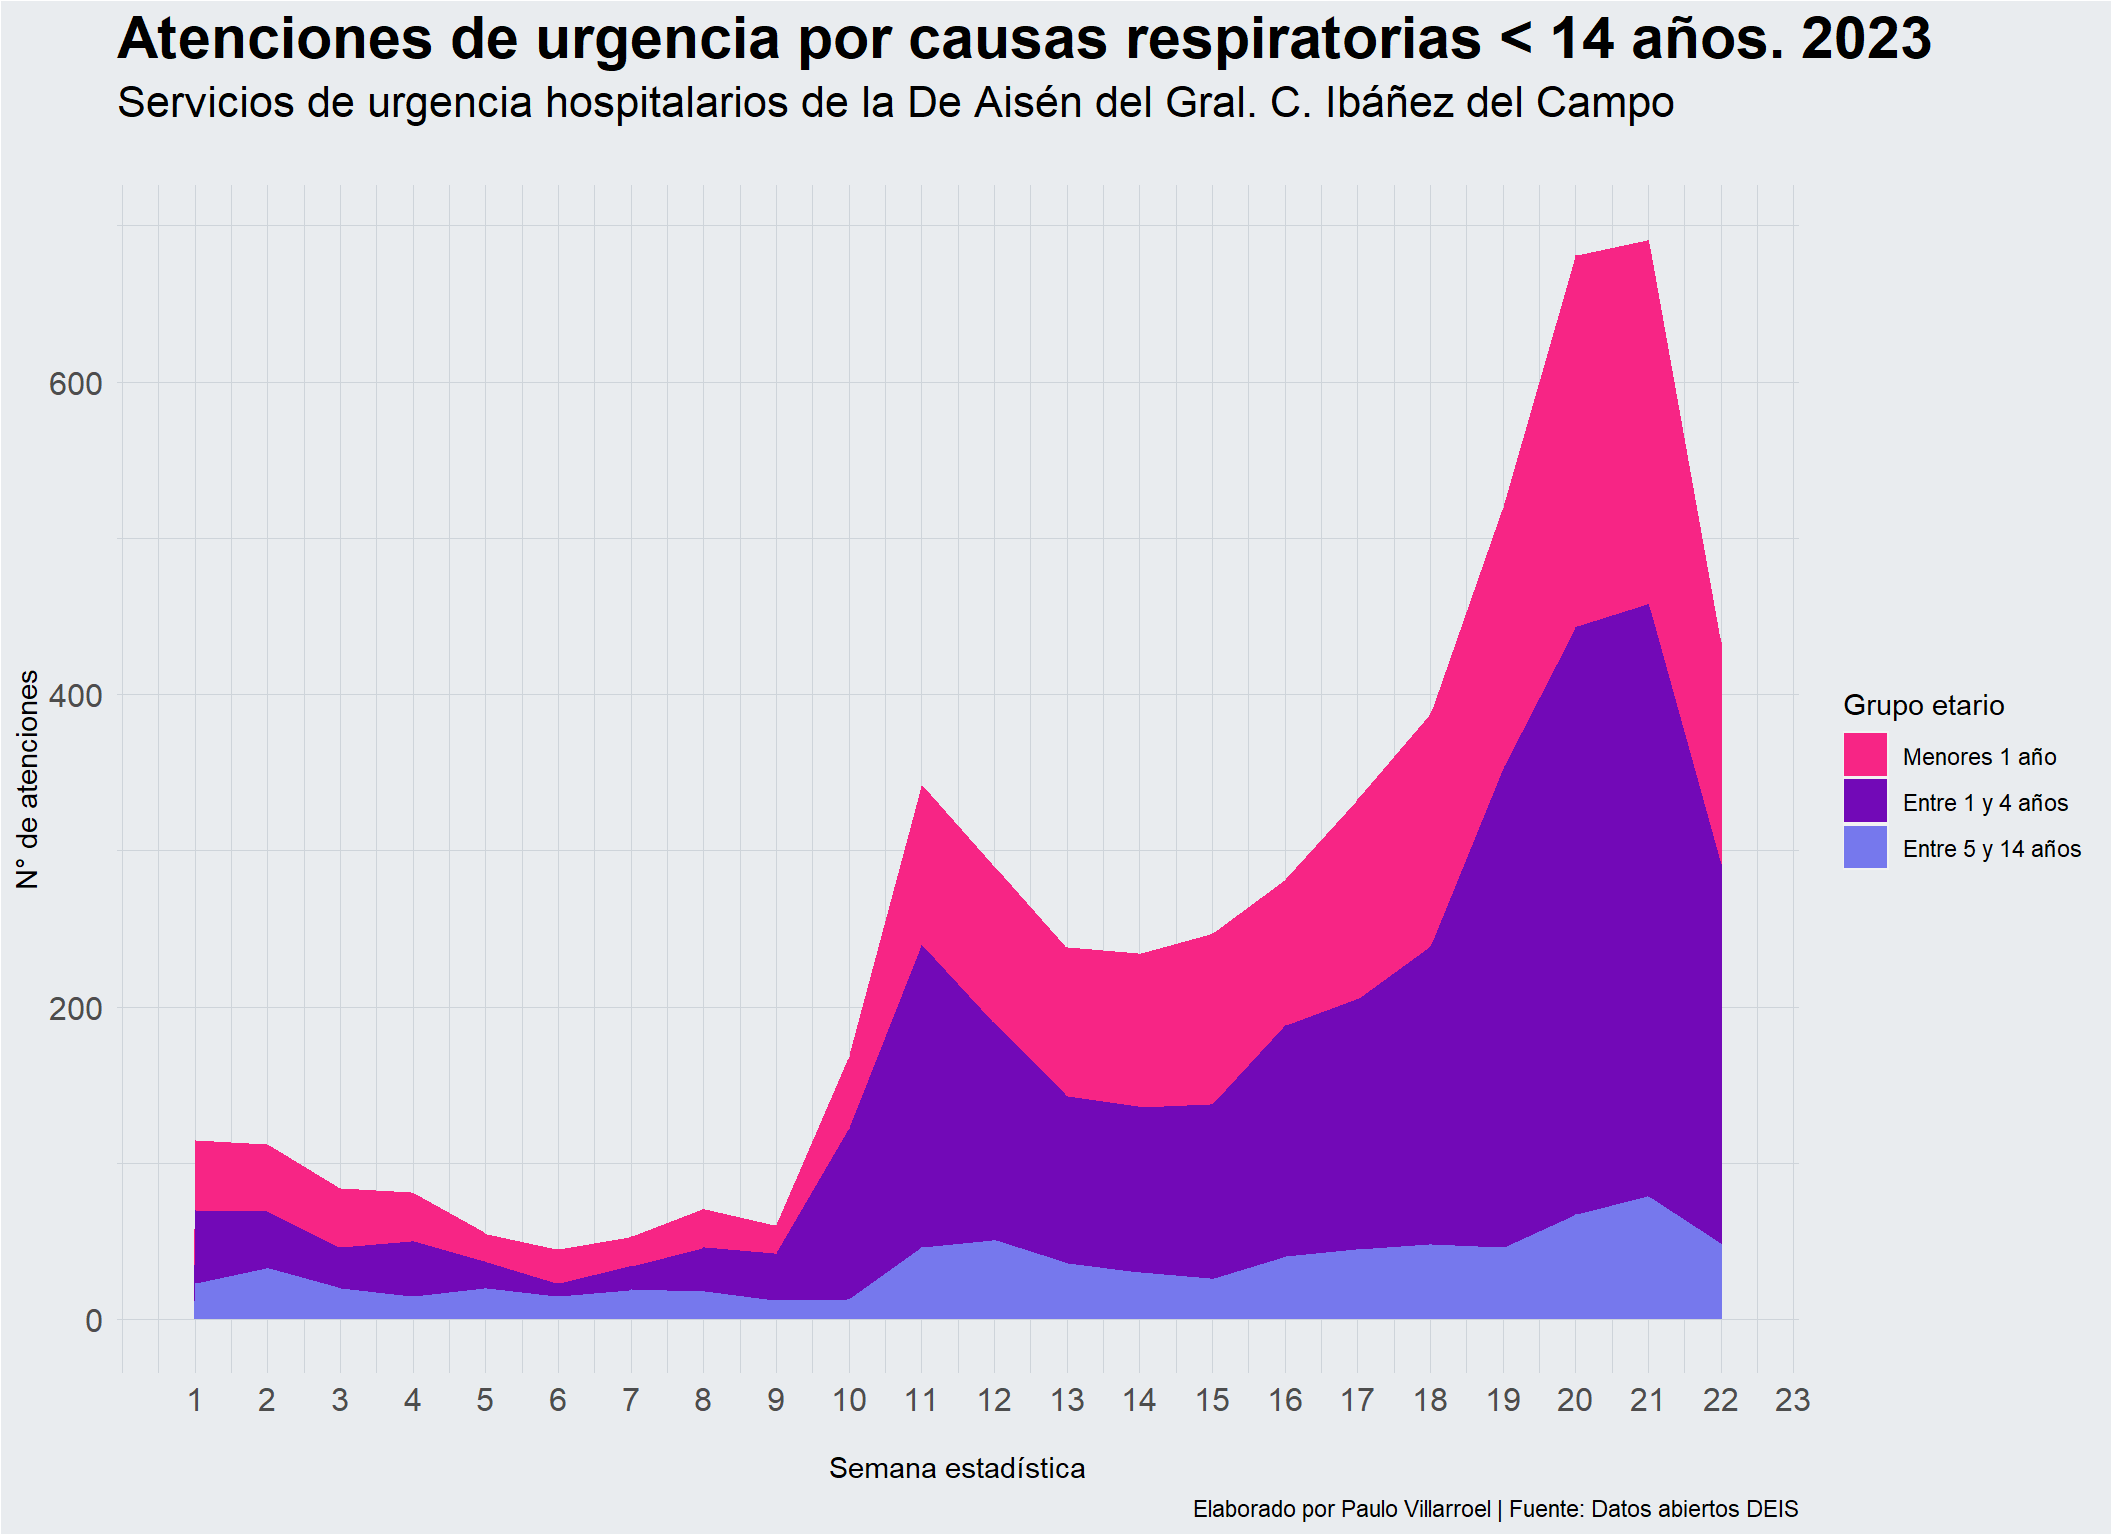 Atenciones de urgencia por causas respiratorias < 14 años. 2023
Servicios de urgencia hospitalarios de la De Aisén del Gral. C. Ibáñez del Campo
N° de atenciones
600
400
200
0
1 2 3 4 5 6 7 8 9 10 11 12 13 14 15 16 17 18 19 20 21 22 23
Semana estadística
Grupo etario
Menores 1 año
Entre 1 y 4 años
Entre 5 y 14 años
Elaborado por Paulo Villarroel | Fuente: Datos abiertos DEIS